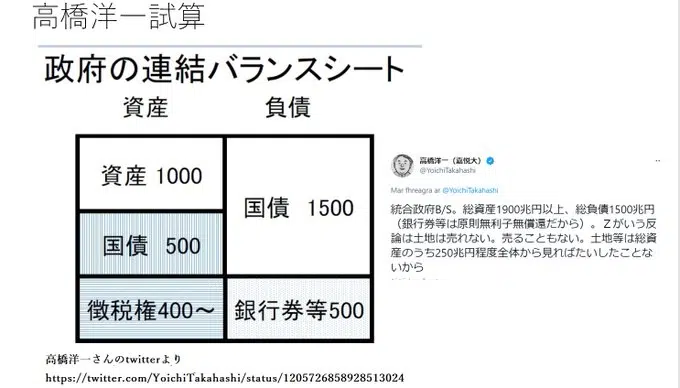 高橋洋一試算
政府の連結バランスシート
資産 負債
資産 1000
国債 1500
国債 500
徴税権400～
銀行券等500
高橋洋一（嘉悦大）
@YoichiTakahashi
Mar fhreagra ar @YoichiTakahashi
統合政府B/S。総資産1900兆円以上、総負債1500兆円
（銀行券等は原則無利子無償還だから）。Ｚがいう反
論は土地は売れない。売ることもない。土地等は総資
産のうち250兆円程度全体から見ればたいしたことな
いから
高橋洋一さんのtwitterより
https://twitter.com/YoichiTakahashi/status/1205726858928513024